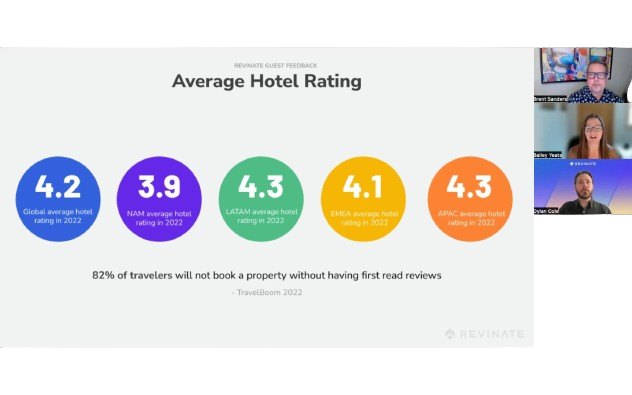 REVINATE GUEST FEEDBACK
Average Hotel Rating
4.2
Global average hotel
rating in 2022
3.9
NAM average hotel
rating in 2022
4.3
LATAM average hotel
rating in 2022
4.1
EMEA average hotel
rating in 2022
4.3
APAC average hotel
rating in 2022
82% of travelers will not book a property without having first read reviews
- TravelBoom 2022
REVINATE
Brent Sanders
Bailey Yeats
REVINATE
Dylan Cole